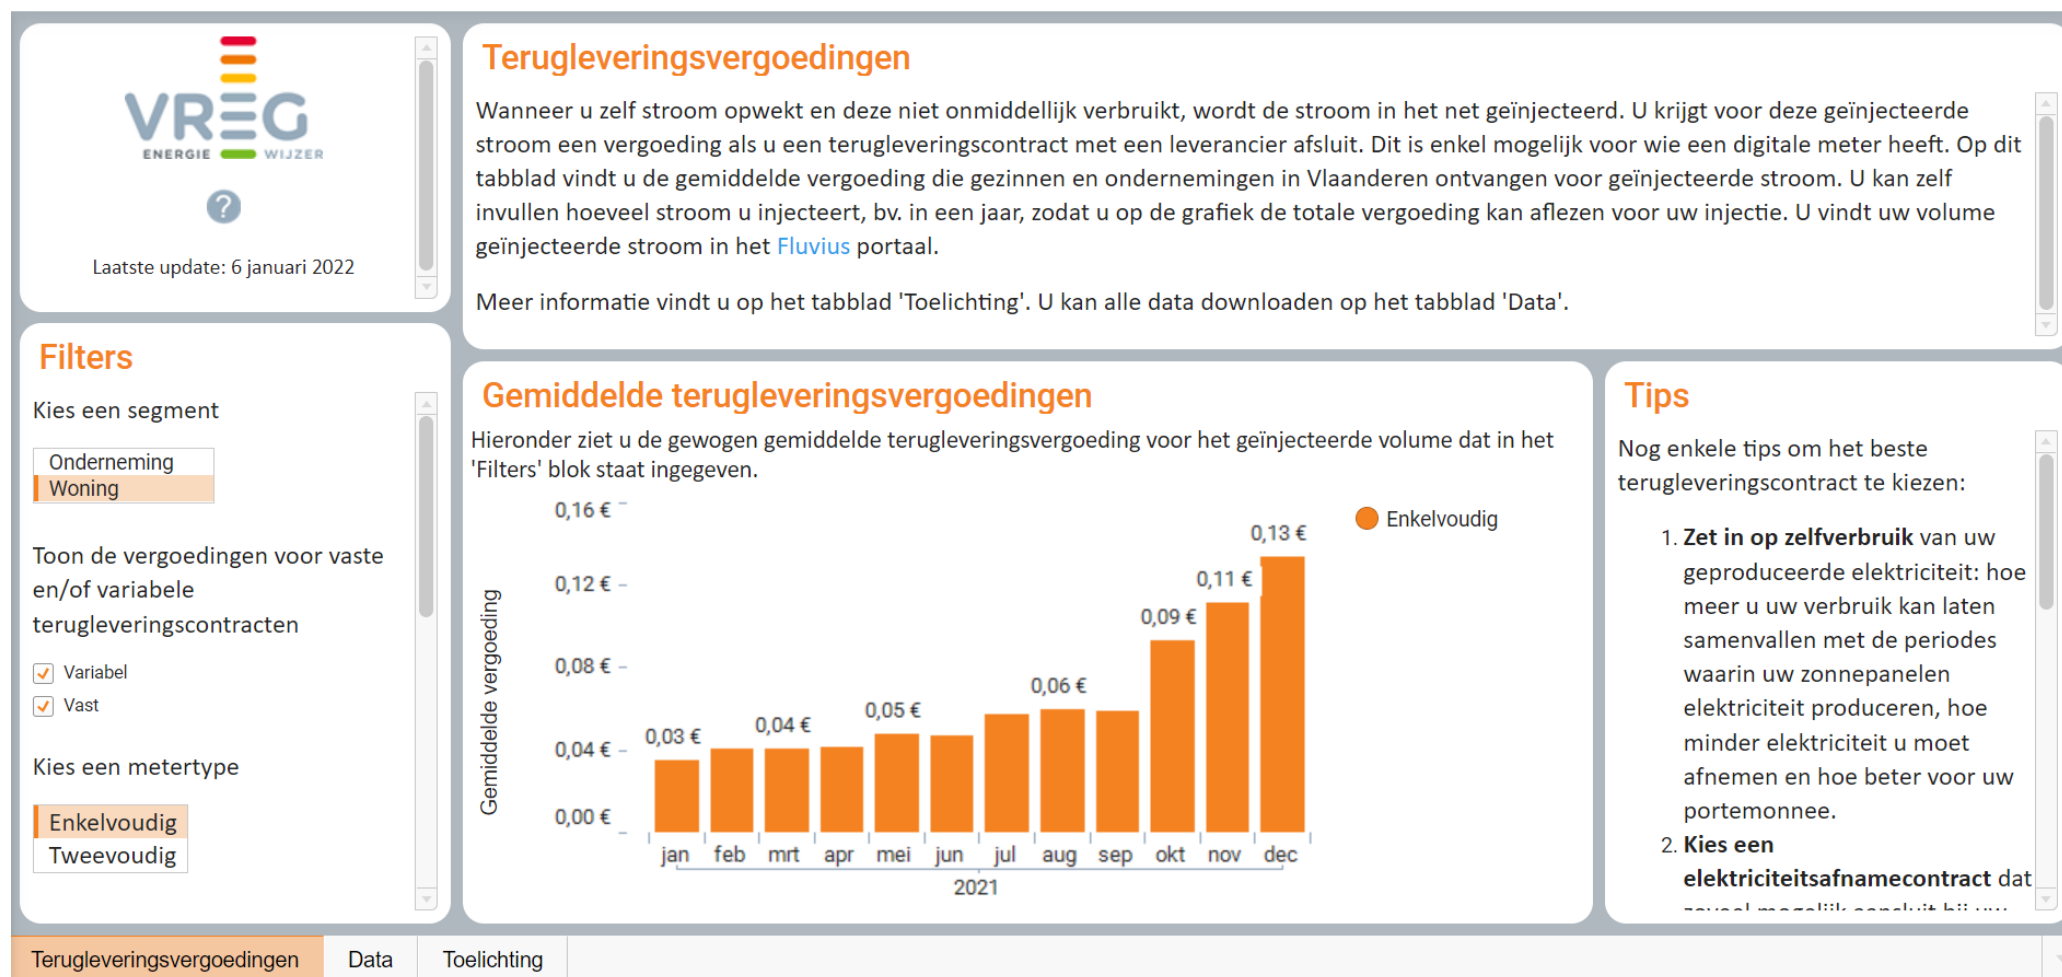 VREG
ENERGIE WIJZER
?
Laatste update: 6 januari 2022
Terugleveringsvergoedingen
Wanneer u zelf stroom opwekt en deze niet onmiddellijk verbruikt, wordt de stroom in het net geïnjecteerd. U krijgt voor deze geïnjecteerde
stroom een vergoeding als u een terugleveringscontract met een leverancier afsluit. Dit is enkel mogelijk voor wie een digitale meter heeft. Op dit
tabblad vindt u de gemiddelde vergoeding die gezinnen en ondernemingen in Vlaanderen ontvangen voor geïnjecteerde stroom. U kan zelf
invullen hoeveel stroom u injecteert, bv. in een jaar, zodat u op de grafiek de totale vergoeding kan aflezen voor uw injectie. U vindt uw volume
geïnjecteerde stroom in het Fluvius portaal.
Meer informatie vindt u op het tabblad 'Toelichting'. U kan alle data downloaden op het tabblad 'Data'.
Filters
Kies een segment
Onderneming
Woning
Toon de vergoedingen voor vaste
en/of variabele
terugleveringscontracten
Variabel
Vast
Kies een metertype
Enkelvoudig
Tweevoudig
Gemiddelde terugleveringsvergoedingen
Hieronder ziet u de gewogen gemiddelde terugleveringsvergoeding voor het geïnjecteerde volume dat in het
'Filters' blok staat ingegeven.
Gemiddelde vergoeding
0,16 €
0,12 €
0,08 €
0,04 €
0,00 €
0,03 €
0,04 €
0,05 €
0,06 €
0,09 €
0,11 €
0,13 €
Enkelvoudig
jan feb mrt apr mei jun jul aug sep okt nov dec
2021
Tips
Nog enkele tips om het beste
terugleveringscontract te kiezen:
1. Zet in op zelfverbruik van uw
geproduceerde elektriciteit: hoe
meer u uw verbruik kan laten
samenvallen met de periodes
waarin uw zonnepanelen
elektriciteit produceren, hoe
minder elektriciteit u moet
afnemen en hoe beter voor uw
portemonnee.
2. Kies een
elektriciteitsafnamecontract dat
Terugleveringsvergoedingen
Data
Toelichting